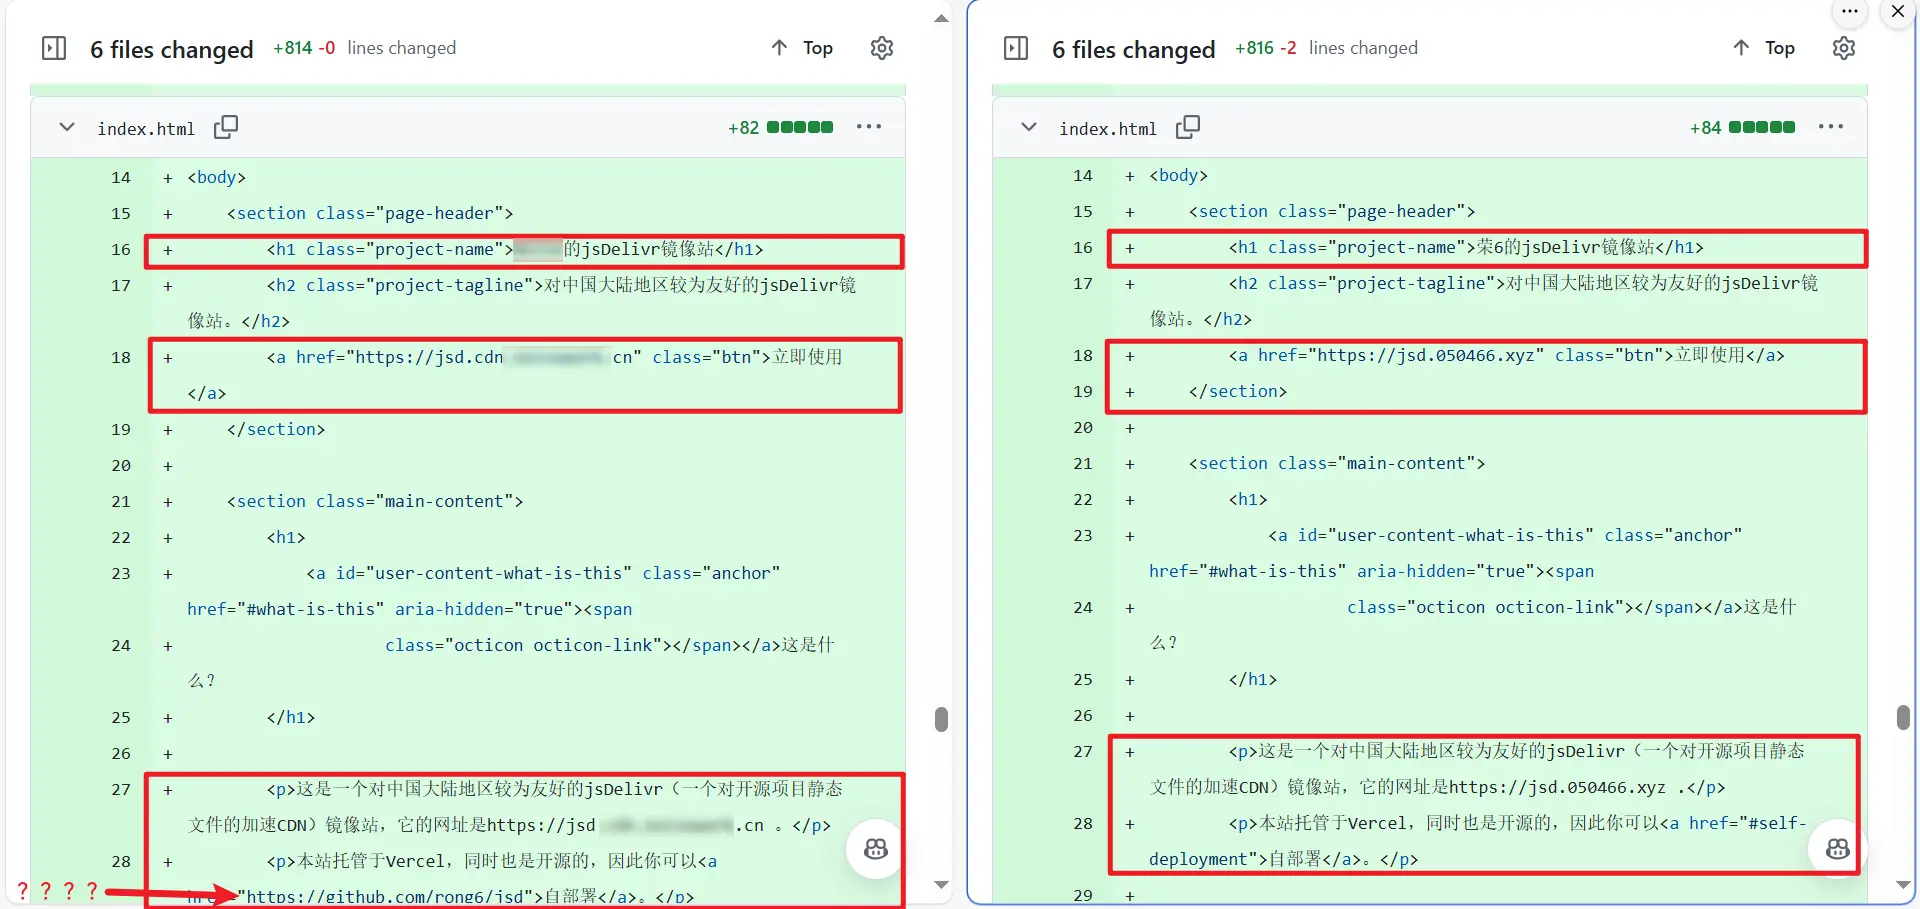 6 files changed +814 -0 lines changed
Top
index.html
+82
14 + <body>
15 + <section class="page-header">
16 + <h1 class="project-name">的jsDelivr镜像站</h1>
17 + <h2 class="project-tagline">对中国大陆地区较为友好的jsDelivr镜
像站。</h2>
18 + <a href="https://jsd.cdn cn" class="btn">立即使用
</a>
19 + </section>
20 +
21 + <section class="main-content">
22 + <h1>
23 + <a id="user-content-what-is-this" class="anchor"
href="#what-is-this" aria-hidden="true"><span
24 + class="octicon octicon-link"></span></a>这是什
么?
25 + </h1>
26 +
27 + <p>这是一个对中国大陆地区较为友好的jsDelivr（一个对开源项目静态
文件的加速CDN）镜像站，它的网址是https://jsd .cn 。</p>
28 + <p>本站托管于Vercel，同时也是开源的，因此你可以<a
???? href="https://github.com/rong6/jsd">自部署</a>。</p>
6 files changed +816 -2 lines changed
Top
index.html
+84
14 + <body>
15 + <section class="page-header">
16 + <h1 class="project-name">荣6的jsDelivr镜像站</h1>
17 + <h2 class="project-tagline">对中国大陆地区较为友好的jsDelivr镜
像站。</h2>
18 + <a href="https://jsd.050466.xyz" class="btn">立即使用</a>
19 + </section>
20 +
21 + <section class="main-content">
22 + <h1>
23 + <a id="user-content-what-is-this" class="anchor"
href="#what-is-this" aria-hidden="true"><span
24 + class="octicon octicon-link"></span></a>这是什
么?
25 + </h1>
26 +
27 + <p>这是一个对中国大陆地区较为友好的jsDelivr（一个对开源项目静态
文件的加速CDN）镜像站，它的网址是https://jsd.050466.xyz .</p>
28 + <p>本站托管于Vercel，同时也是开源的，因此你可以<a href="#self-
deployment">自部署</a>。</p>
29 +